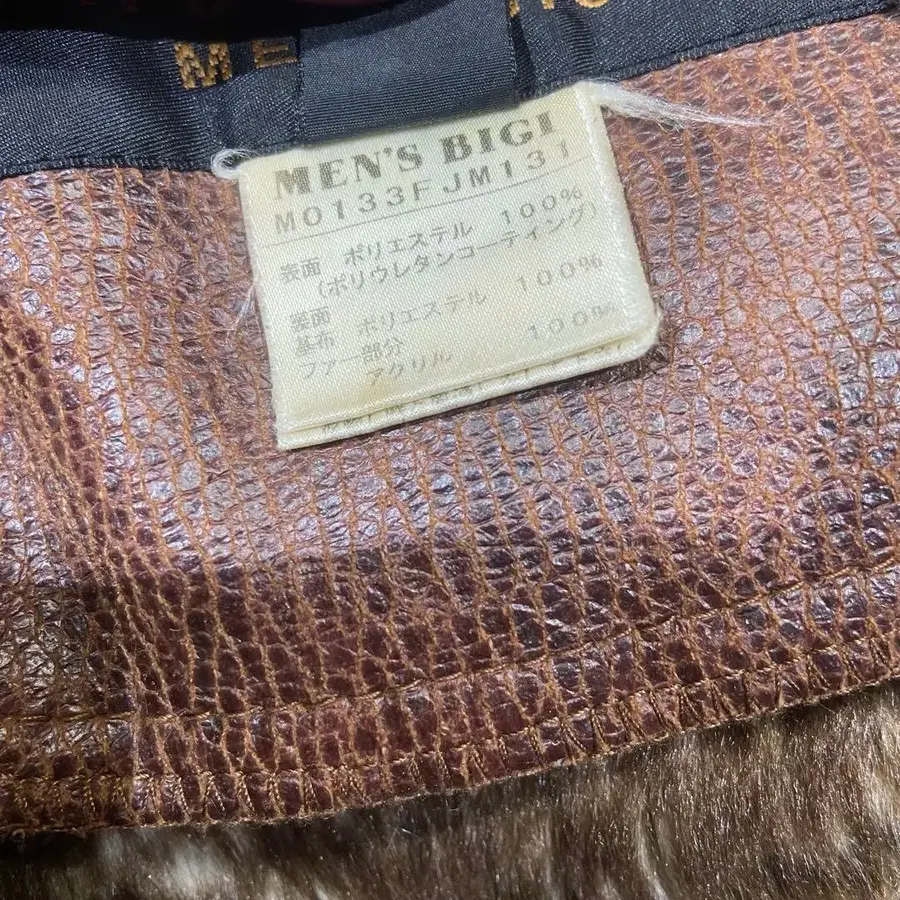 ME
MEN'S BIGI
M0133FJM131
表面 ポリエステル 100%
(ポリウレタンコーティング)
裏面 100%
基布 ポリエステル
ファー部分 100%
アクリル